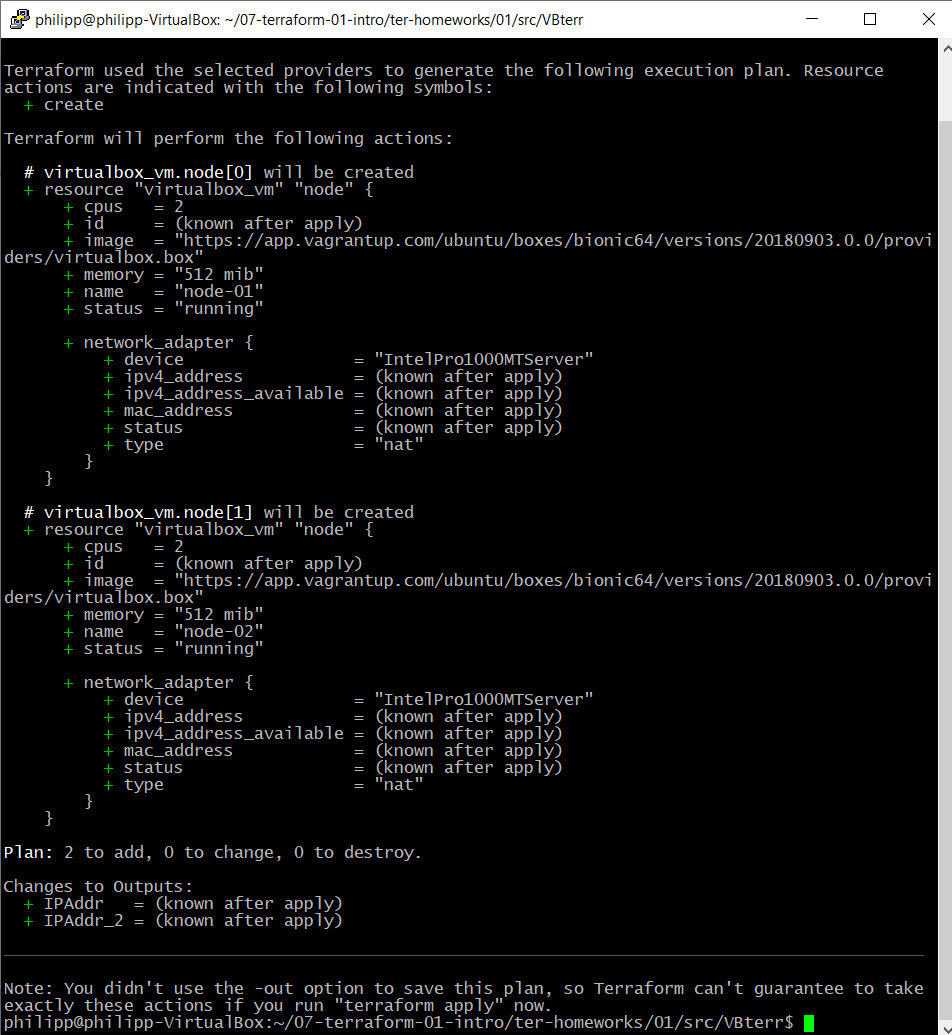 philipp@philipp-VirtualBox: ~/07-terraform-01-intro/ter-homeworks/01/src/VBterr
Terraform used the selected providers to generate the following execution plan. Resource
actions are indicated with the following symbols:
  + create
Terraform will perform the following actions:
  # virtualbox_vm.node[0] will be created
  + resource "virtualbox_vm" "node" {
      + cpus   = 2
      + id     = (known after apply)
      + image  = "https://app.vagrantup.com/ubuntu/boxes/bionic64/versions/20180903.0.0/provi
ders/virtualbox.box"
      + memory = "512 mib"
      + name   = "node-01"
      + status = "running"
      + network_adapter {
          + device                 = "IntelPro1000MTServer"
          + ipv4_address           = (known after apply)
          + ipv4_address_available = (known after apply)
          + mac_address            = (known after apply)
          + status                 = (known after apply)
          + type                   = "nat"
        }
    }
  # virtualbox_vm.node[1] will be created
  + resource "virtualbox_vm" "node" {
      + cpus   = 2
      + id     = (known after apply)
      + image  = "https://app.vagrantup.com/ubuntu/boxes/bionic64/versions/20180903.0.0/provi
ders/virtualbox.box"
      + memory = "512 mib"
      + name   = "node-02"
      + status = "running"
      + network_adapter {
          + device                 = "IntelPro1000MTServer"
          + ipv4_address           = (known after apply)
          + ipv4_address_available = (known after apply)
          + mac_address            = (known after apply)
          + status                 = (known after apply)
          + type                   = "nat"
        }
    }
Plan: 2 to add, 0 to change, 0 to destroy.
Changes to Outputs:
  + IPAddr   = (known after apply)
  + IPAddr_2 = (known after apply)
Note: You didn't use the -out option to save this plan, so Terraform can't guarantee to take
exactly these actions if you run "terraform apply" now.
philipp@philipp-VirtualBox:~/07-terraform-01-intro/ter-homeworks/01/src/VBterr$